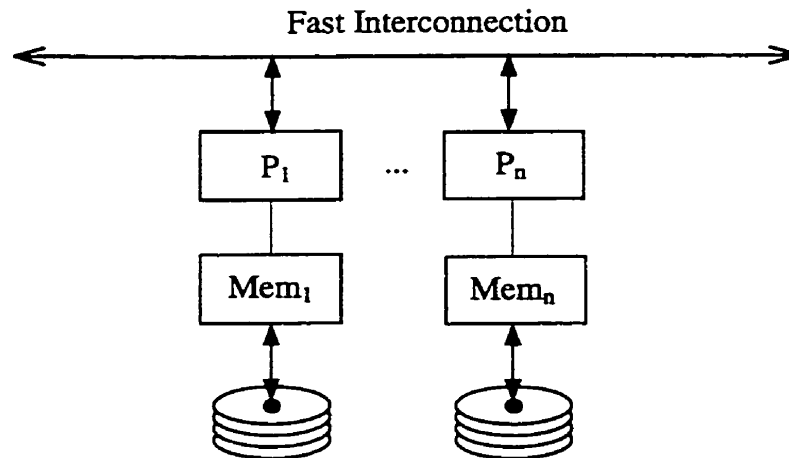 Fast Interconnection
P₁ ... Pₙ
Mem₁ Memₙ